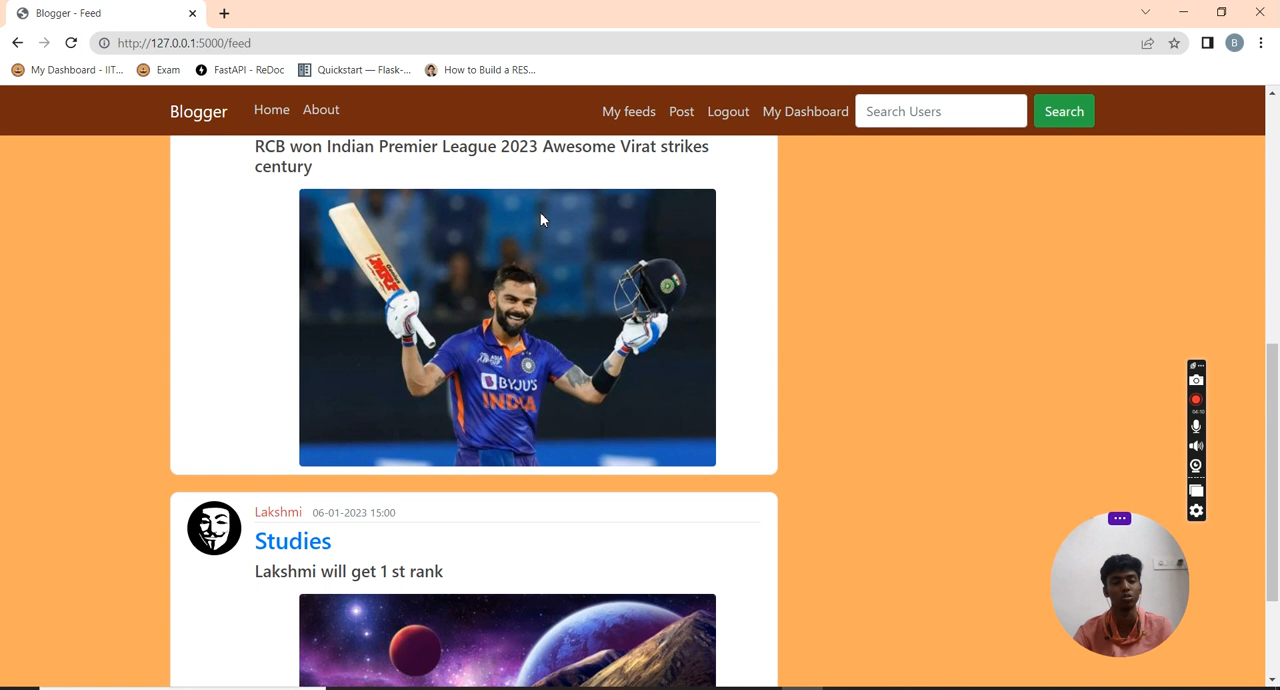 Blogger - Feed
http://127.0.0.1:5000/feed
B
My Dashboard - IIT...
Exam
FastAPI - ReDoc
Quickstart — Flask-...
How to Build a RES...
Blogger
Home
About
My feeds
Post
Logout
My Dashboard
Search Users
Search
RCB won Indian Premier League 2023 Awesome Virat strikes
century
MRF
BYJU'S
INDIA
Lakshmi 06-01-2023 15:00
Studies
Lakshmi will get 1 st rank